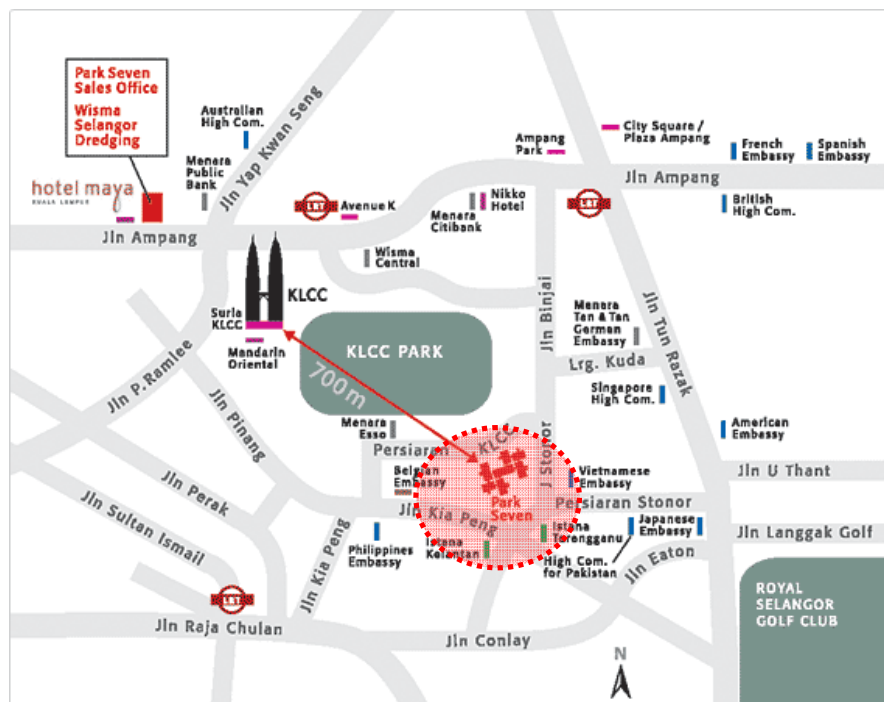 Park Seven
Sales Office
Wisma
Selangor
Dredging
hotel maya
KUALA LUMPUR
Australian
High Com.
Menara
Public
Bank
Jln Yap Kwan Seng
Jln Ampang
LRT
Avenue K
Ampang
Park
City Square /
Plaza Ampang
French
Embassy
Spanish
Embassy
Jln Ampang
Menara
Citibank
Nikko
Hotel
LRT
British
High Com.
Wisma
Central
KLCC
Suria
KLCC
Mandarin
Oriental
KLCC PARK
700m
Jln Binjai
Menara
Tan & Tan
German
Embassy
Jln Tun Razak
Lrg. Kuda
Singapore
High Com.
Jln P.Ramlee
Jln Pinang
Menara
Esso
Persiaran
KLCC
J Stonor
American
Embassy
Jln U Thant
Belgian
Embassy
Park
Seven
Vietnamese
Embassy
Persiaran Stonor
Jln Perak
Jln Sultan Ismail
Jln Kia Peng
Jln Kia Peng
Philippines
Embassy
Istana
Kelantan
Istana
Terengganu
High Com.
for Pakistan
Japanese
Embassy
Jln Eaton
Jln Langgak Golf
LRT
Jln Raja Chulan
Jln Conlay
ROYAL
SELANGOR
GOLF CLUB
N